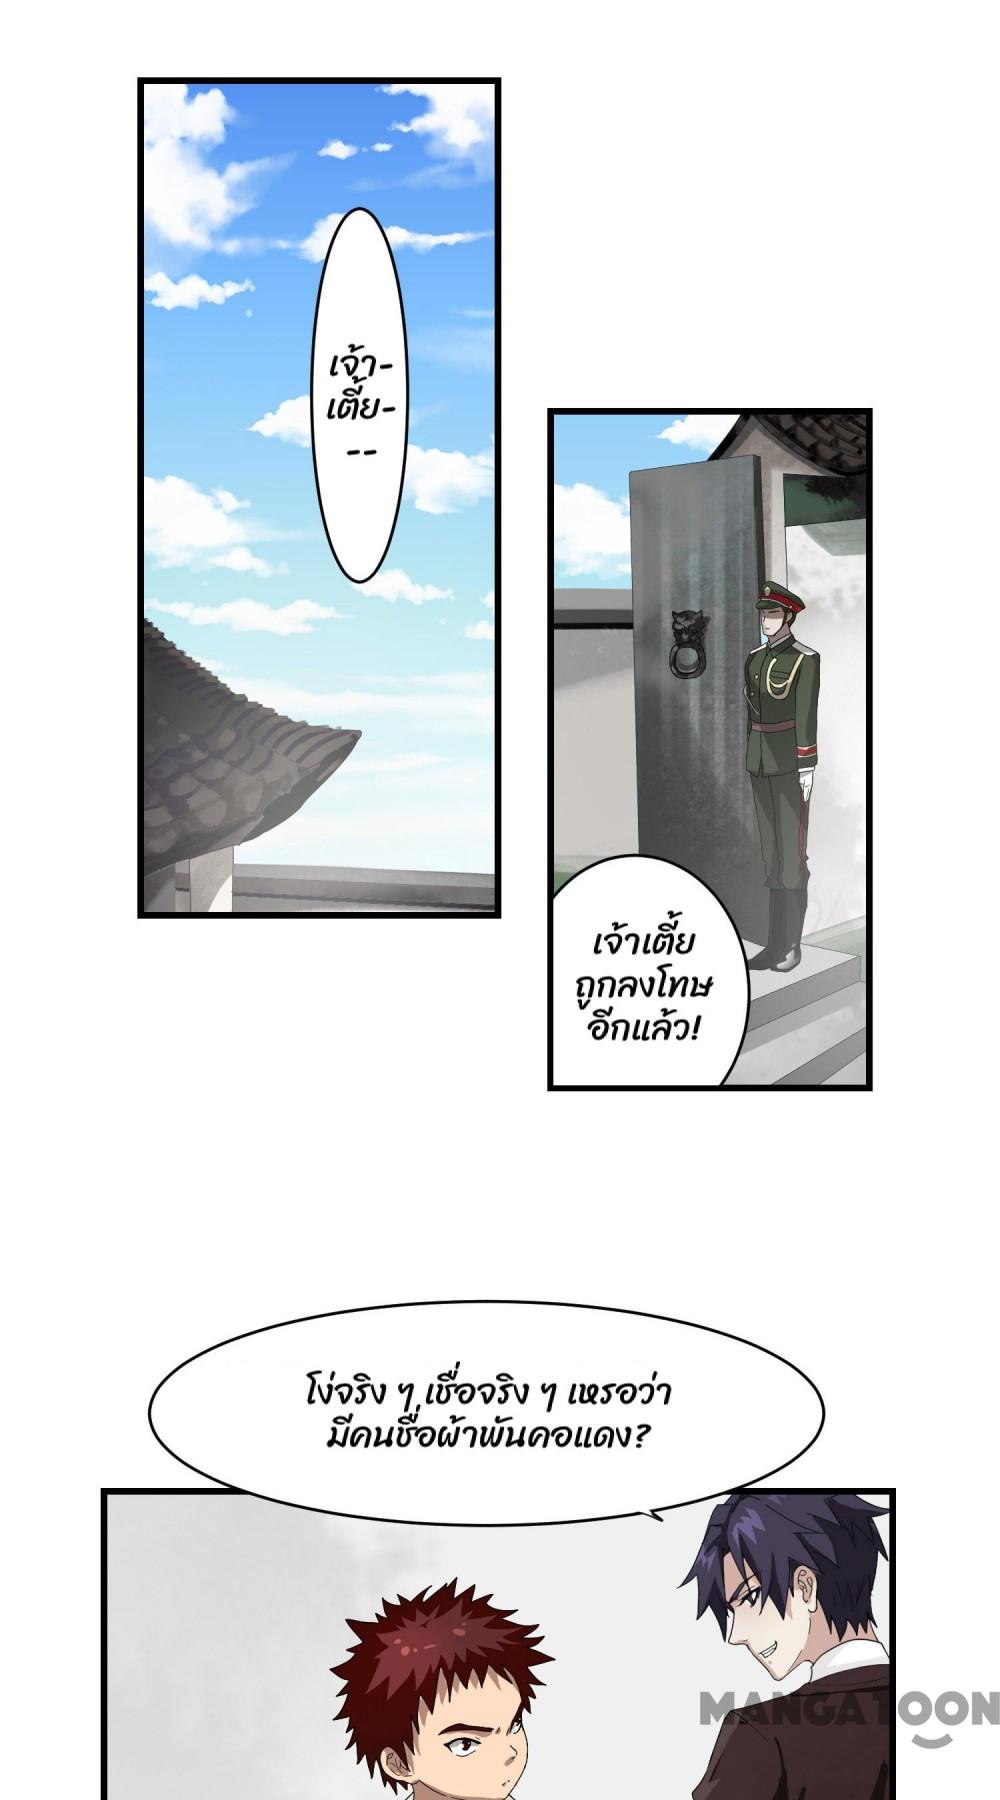 เจ้า-
เตี้ย-
--
เจ้าเตี้ย
ถูกลงโทษ
อีกแล้ว!
โง่จริง ๆ เชื่อจริง ๆ เหรอว่า
มีคนชื่อผ้าพันคอแดง?
MANGATOON